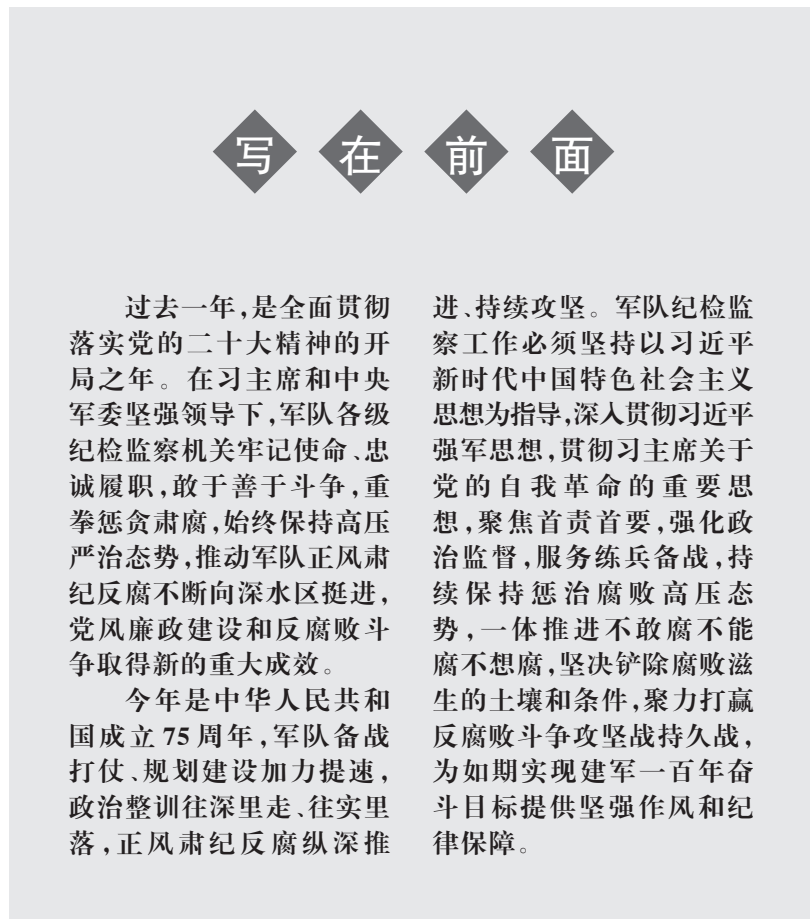 写在前面
过去一年,是全面贯彻
落实党的二十大精神的开
局之年。在习主席和中央
军委坚强领导下,军队各级
纪检监察机关牢记使命、忠
诚履职,敢于善于斗争,重
拳惩贪肃腐,始终保持高压
严治态势,推动军队正风肃
纪反腐不断向深水区挺进,
党风廉政建设和反腐败斗
争取得新的重大成效。
今年是中华人民共和
国成立75周年,军队备战
打仗、规划建设加力提速,
政治整训往深里走、往实里
落,正风肃纪反腐纵深推
进、持续攻坚。军队纪检监
察工作必须坚持以习近平
新时代中国特色社会主义
思想为指导,深入贯彻习近平
强军思想,贯彻习主席关于
党的自我革命的重要思
想,聚焦首责首要,强化政
治监督,服务练兵备战,持
续保持惩治腐败高压态
势,一体推进不敢腐不能
腐不想腐,坚决铲除腐败滋
生的土壤和条件,聚力打赢
反腐败斗争攻坚战持久战,
为如期实现建军一百年奋
斗目标提供坚强作风和纪
律保障。